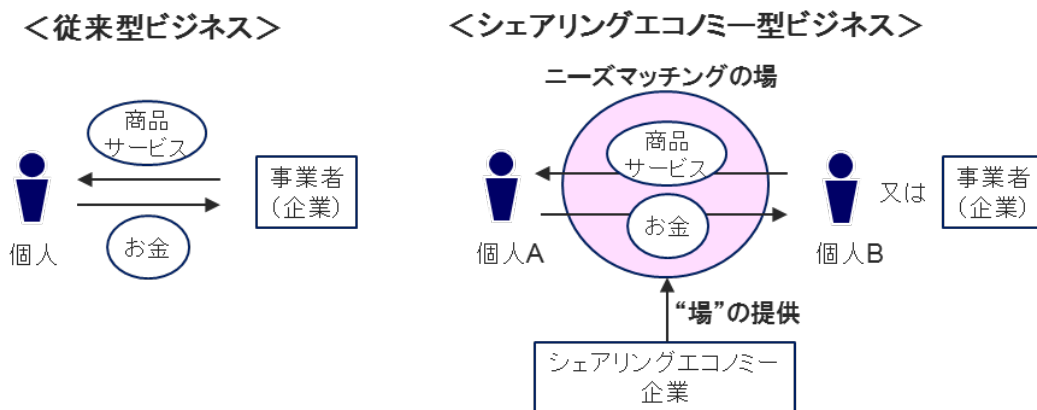 ＜従来型ビジネス＞
商品
サービス
お金
個人
事業者
（企業）
＜シェアリングエコノミー型ビジネス＞
ニーズマッチングの場
商品
サービス
お金
個人A
個人B
又は
事業者
（企業）
“場”の提供
シェアリングエコノミー
企業